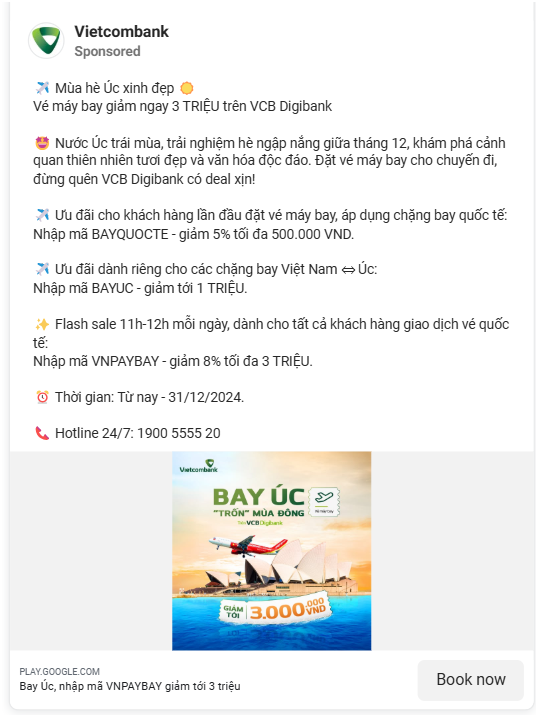 Vietcombank
Sponsored
✈️ Mùa hè Úc xinh đẹp 🌞
Vé máy bay giảm ngay 3 TRIỆU trên VCB Digibank
🤩 Nước Úc trái mùa, trải nghiệm hè ngập nắng giữa tháng 12, khám phá cảnh
quan thiên nhiên tươi đẹp và văn hóa độc đáo. Đặt vé máy bay cho chuyến đi,
đừng quên VCB Digibank có deal xịn!
✈️ Ưu đãi cho khách hàng lần đầu đặt vé máy bay, áp dụng chặng bay quốc tế:
Nhập mã BAYQUOCTE - giảm 5% tối đa 500.000 VND.
✈️ Ưu đãi dành riêng cho các chặng bay Việt Nam ⇔ Úc:
Nhập mã BAYUC - giảm tới 1 TRIỆU.
✨ Flash sale 11h-12h mỗi ngày, dành cho tất cả khách hàng giao dịch vé quốc
tế:
Nhập mã VNPAYBAY - giảm 8% tối đa 3 TRIỆU.
⏰ Thời gian: Từ nay - 31/12/2024.
📞 Hotline 24/7: 1900 5555 20
Vietcombank
BAY ÚC
"TRỐN" MÙA ĐÔNG
Trên VCB Digibank
Vé máy bay
GIẢM TỚI 3.000.000 VND
PLAY.GOOGLE.COM
Bay Úc, nhập mã VNPAYBAY giảm tới 3 triệu
Book now